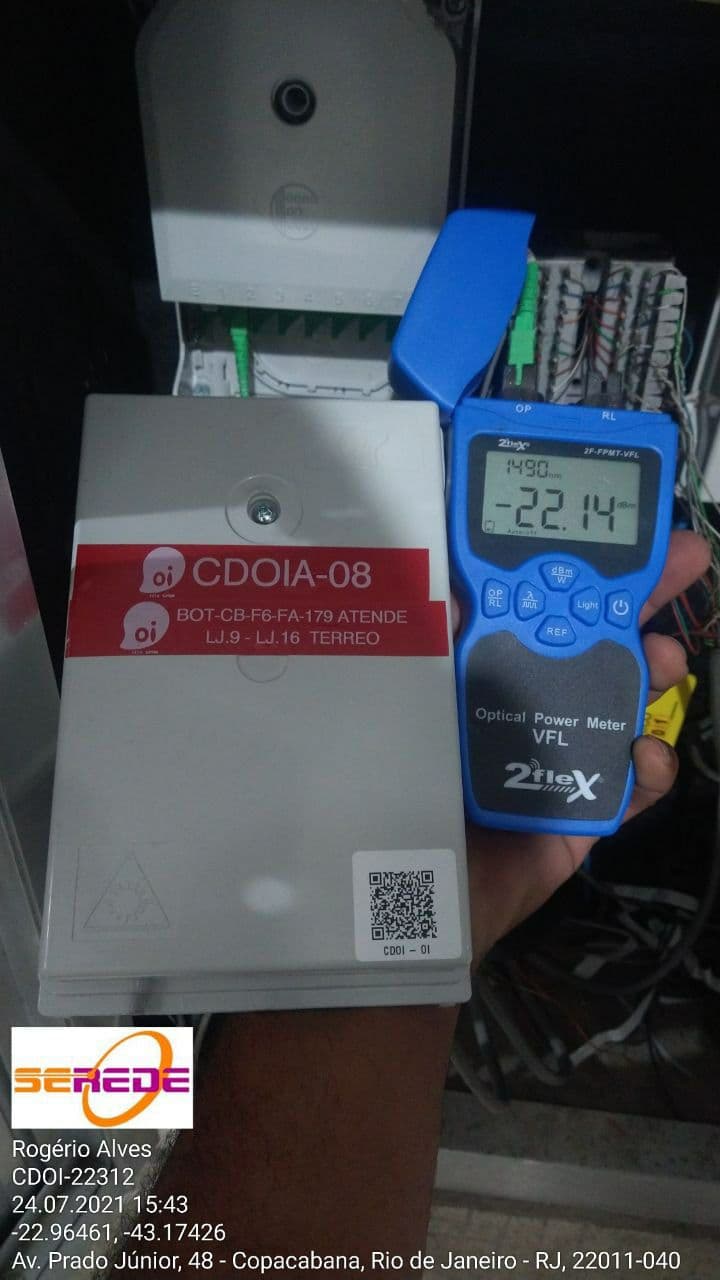 OP RL
2flex
2F-FPMT-VFL
1490nm
-22.14 dBm
dBm
W
OP
RL
λ
Light
REF
Optical Power Meter
VFL
2fleX
oi CDOIA-08
oi BOT-CB-F6-FA-179 ATENDE
LJ.9 - LJ.16 TERREO
CDOI - 01
SEREDE
Rogério Alves
CDOI-22312
24.07.2021 15:43
-22.96461, -43.17426
Av. Prado Júnior, 48 - Copacabana, Rio de Janeiro - RJ, 22011-040